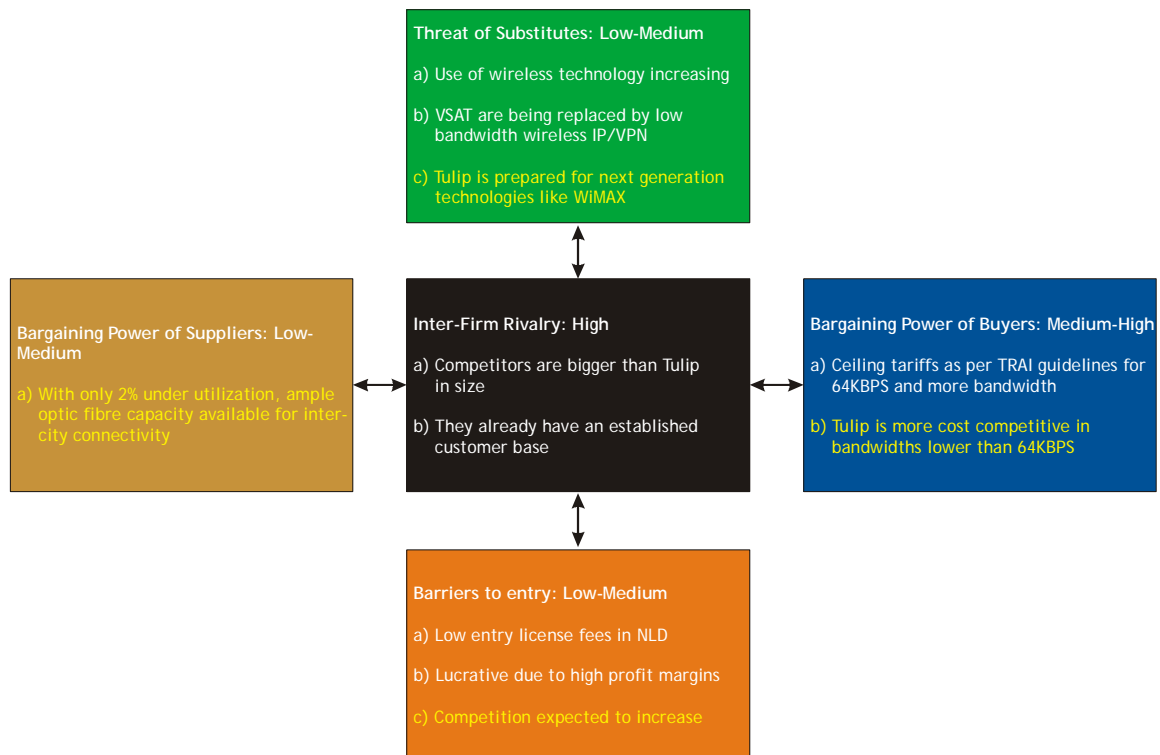 Threat of Substitutes: Low-Medium
a) Use of wireless technology increasing
b) VSAT are being replaced by low
bandwidth wireless IP/VPN
c) Tulip is prepared for next generation
technologies like WiMAX
Bargaining Power of Suppliers: Low-
Medium
a) With only 2% under utilization, ample
optic fibre capacity available for inter-
city connectivity
Inter-Firm Rivalry: High
a) Competitors are bigger than Tulip
in size
b) They already have an established
customer base
Bargaining Power of Buyers: Medium-High
a) Ceiling tariffs as per TRAI guidelines for
64KBPS and more bandwidth
b) Tulip is more cost competitive in
bandwidths lower than 64KBPS
Barriers to entry: Low-Medium
a) Low entry license fees in NLD
b) Lucrative due to high profit margins
c) Competition expected to increase